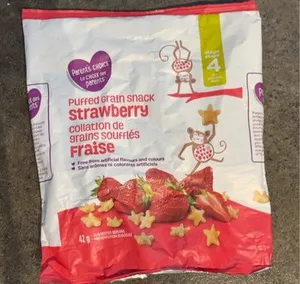 Parent's Choice
Le choix des
parents
4
Puffed grain snack
strawberry
collation de
grains soufflés
Fraise
Free from artificial flavours and colours
Sans arômes ni colorants artificiels
42 g